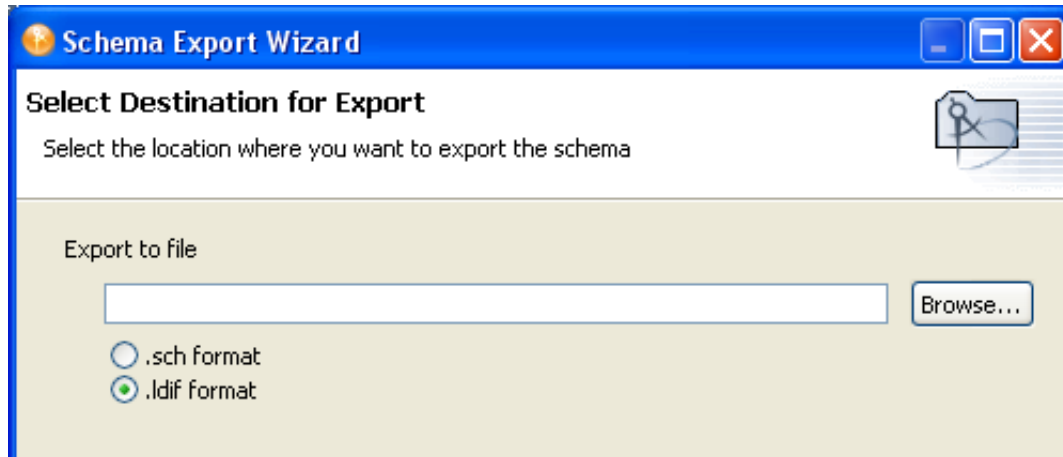 Schema Export Wizard
Select Destination for Export
Select the location where you want to export the schema
Export to file
Browse...
.sch format
.ldif format